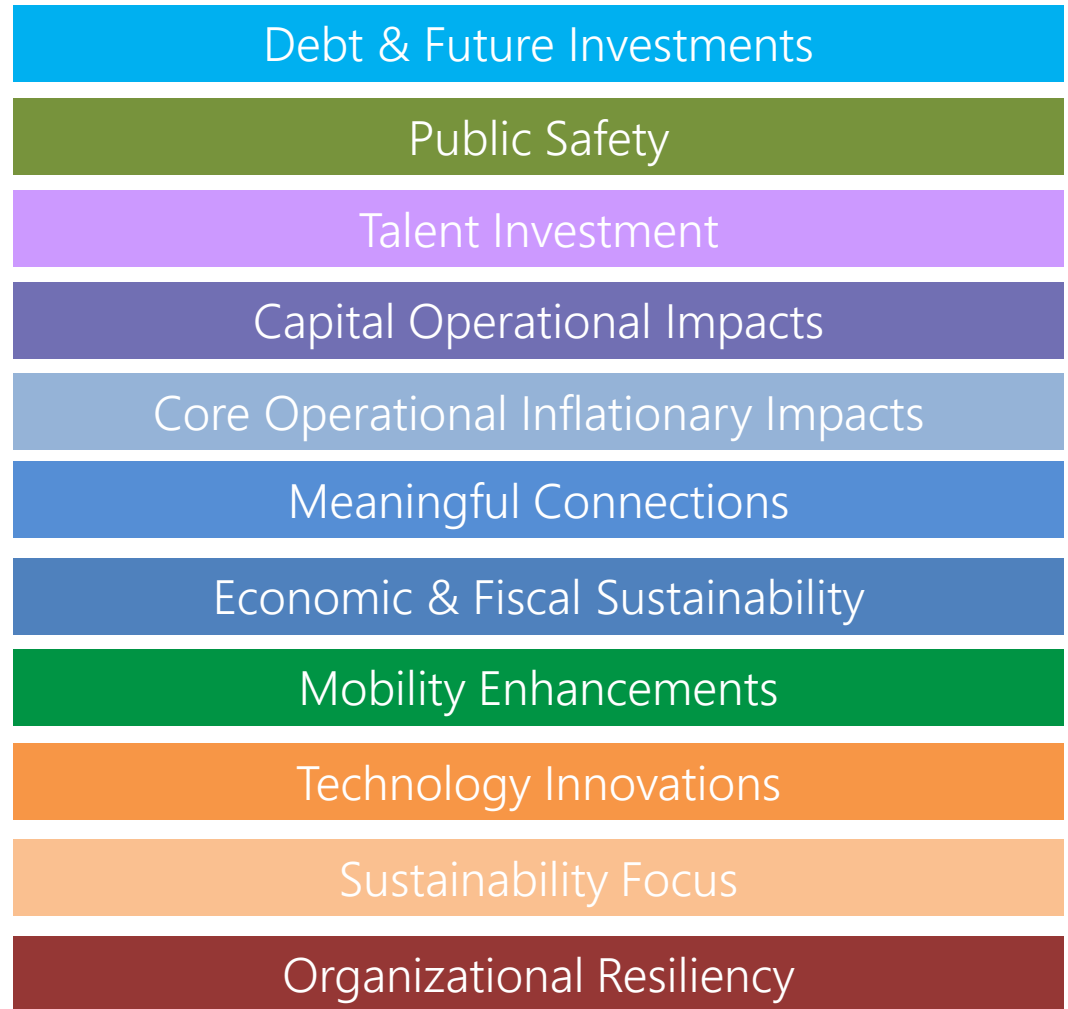 Debt & Future Investments
Public Safety
Talent Investment
Capital Operational Impacts
Core Operational Inflationary Impacts
Meaningful Connections
Economic & Fiscal Sustainability
Mobility Enhancements
Technology Innovations
Sustainability Focus
Organizational Resiliency